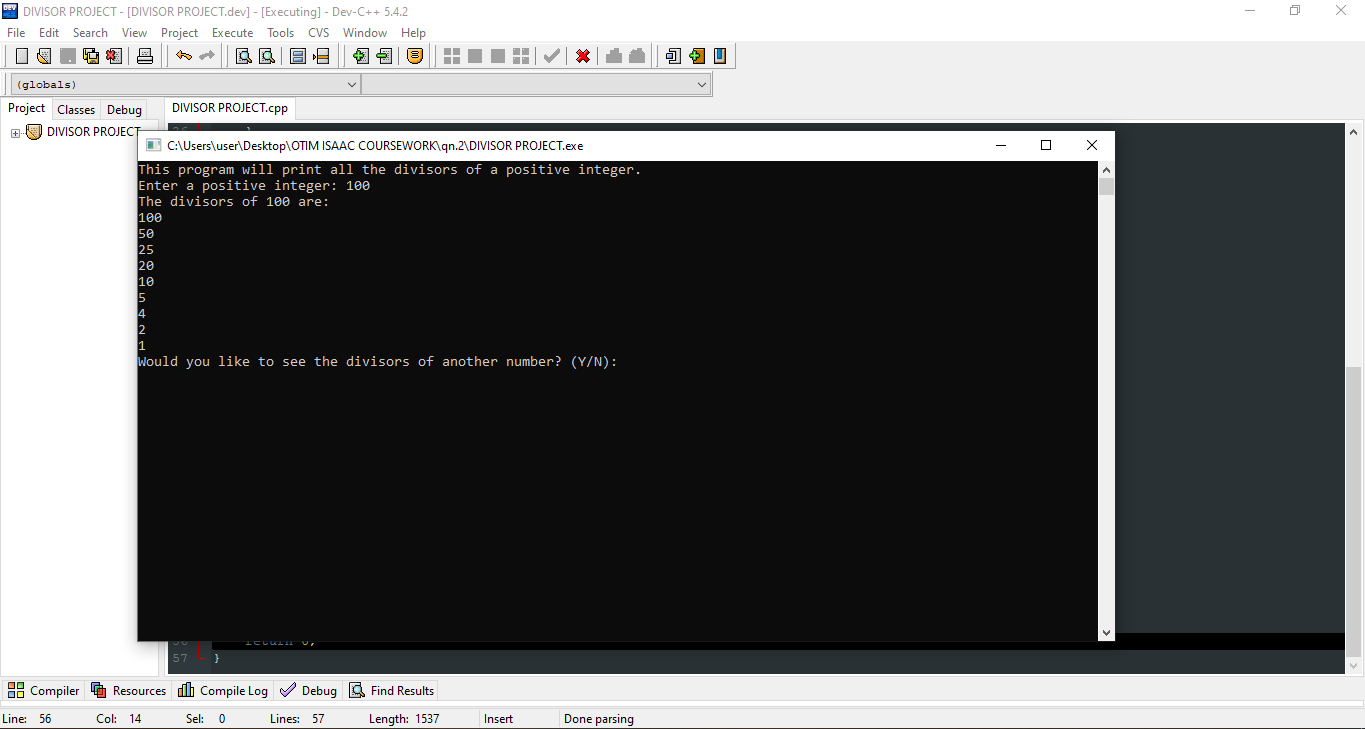 DIVISOR PROJECT - [DIVISOR PROJECT.dev] - [Executing] - Dev-C++ 5.4.2
File Edit Search View Project Execute Tools CVS Window Help
(globals)
Project Classes Debug DIVISOR PROJECT.cpp
DIVISOR PROJECT
C:\Users\user\Desktop\OTIM ISAAC COURSEWORK\qn.2\DIVISOR PROJECT.exe
This program will print all the divisors of a positive integer.
Enter a positive integer: 100
The divisors of 100 are:
100
50
25
20
10
5
4
2
1
Would you like to see the divisors of another number? (Y/N):
57 }
Compiler Resources Compile Log Debug Find Results
Line: 56 Col: 14 Sel: 0 Lines: 57 Length: 1537 Insert Done parsing